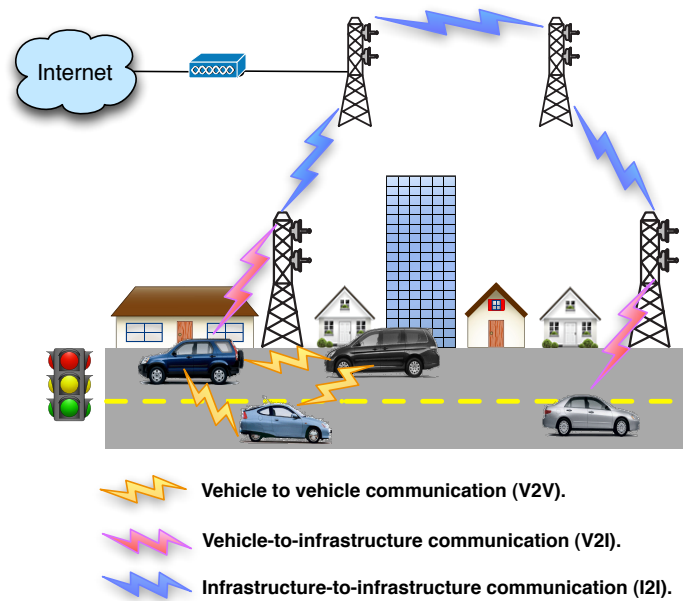 Internet
Vehicle to vehicle communication (V2V).
Vehicle-to-infrastructure communication (V2I).
Infrastructure-to-infrastructure communication (I2I).